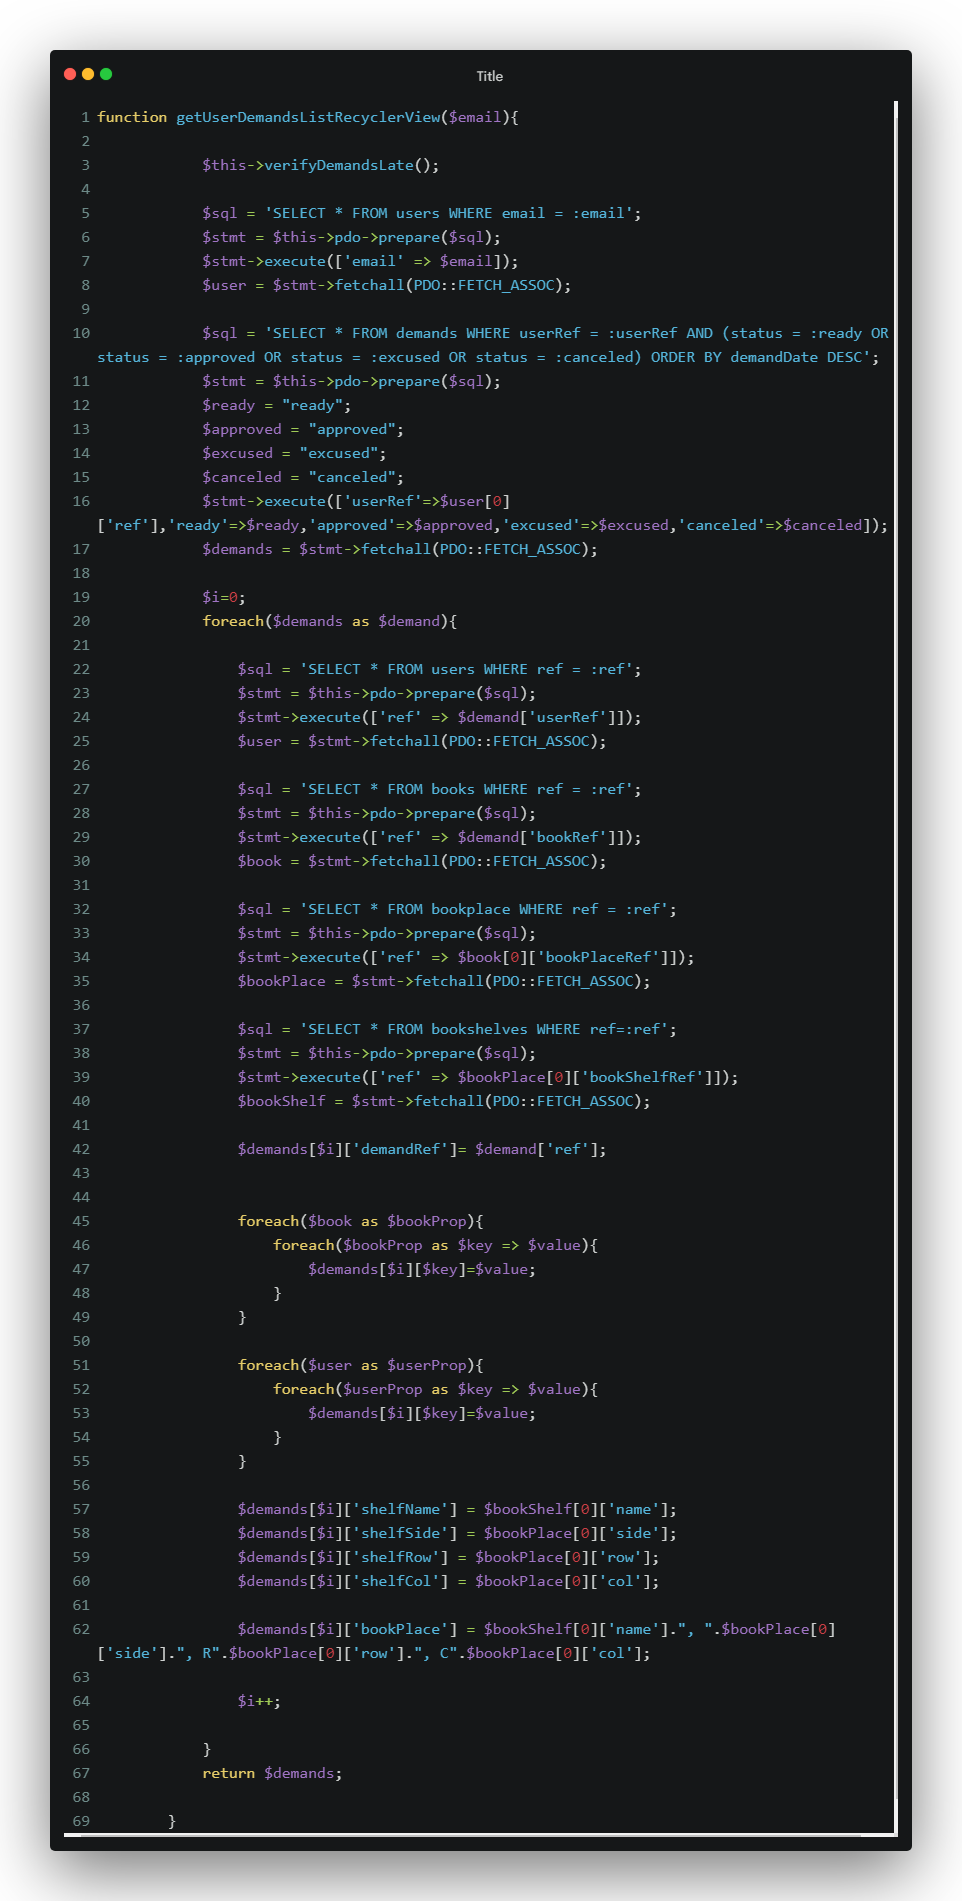 Title
1 function getUserDemandsListRecyclerView($email){
2
3 $this->verifyDemandsLate();
4
5 $sql = 'SELECT * FROM users WHERE email = :email';
6 $stmt = $this->pdo->prepare($sql);
7 $stmt->execute(['email' => $email]);
8 $user = $stmt->fetchall(PDO::FETCH_ASSOC);
9
10 $sql = 'SELECT * FROM demands WHERE userRef = :userRef AND (status = :ready OR
status = :approved OR status = :excused OR status = :canceled) ORDER BY demandDate DESC';
11 $stmt = $this->pdo->prepare($sql);
12 $ready = "ready";
13 $approved = "approved";
14 $excused = "excused";
15 $canceled = "canceled";
16 $stmt->execute(['userRef'=>$user[0]
['ref'],'ready'=>$ready,'approved'=>$approved,'excused'=>$excused,'canceled'=>$canceled]);
17 $demands = $stmt->fetchall(PDO::FETCH_ASSOC);
18
19 $i=0;
20 foreach($demands as $demand){
21
22 $sql = 'SELECT * FROM users WHERE ref = :ref';
23 $stmt = $this->pdo->prepare($sql);
24 $stmt->execute(['ref' => $demand['userRef']]);
25 $user = $stmt->fetchall(PDO::FETCH_ASSOC);
26
27 $sql = 'SELECT * FROM books WHERE ref = :ref';
28 $stmt = $this->pdo->prepare($sql);
29 $stmt->execute(['ref' => $demand['bookRef']]);
30 $book = $stmt->fetchall(PDO::FETCH_ASSOC);
31
32 $sql = 'SELECT * FROM bookplace WHERE ref = :ref';
33 $stmt = $this->pdo->prepare($sql);
34 $stmt->execute(['ref' => $book[0]['bookPlaceRef']]);
35 $bookPlace = $stmt->fetchall(PDO::FETCH_ASSOC);
36
37 $sql = 'SELECT * FROM bookshelves WHERE ref=:ref';
38 $stmt = $this->pdo->prepare($sql);
39 $stmt->execute(['ref' => $bookPlace[0]['bookShelfRef']]);
40 $bookShelf = $stmt->fetchall(PDO::FETCH_ASSOC);
41
42 $demands[$i]['demandRef']= $demand['ref'];
43
44
45 foreach($book as $bookProp){
46 foreach($bookProp as $key => $value){
47 $demands[$i][$key]=$value;
48 }
49 }
50
51 foreach($user as $userProp){
52 foreach($userProp as $key => $value){
53 $demands[$i][$key]=$value;
54 }
55 }
56
57 $demands[$i]['shelfName'] = $bookShelf[0]['name'];
58 $demands[$i]['shelfSide'] = $bookPlace[0]['side'];
59 $demands[$i]['shelfRow'] = $bookPlace[0]['row'];
60 $demands[$i]['shelfCol'] = $bookPlace[0]['col'];
61
62 $demands[$i]['bookPlace'] = $bookShelf[0]['name'].", ".$bookPlace[0]
['side'].", R".$bookPlace[0]['row'].", C".$bookPlace[0]['col'];
63
64 $i++;
65
66 }
67 return $demands;
68
69 }